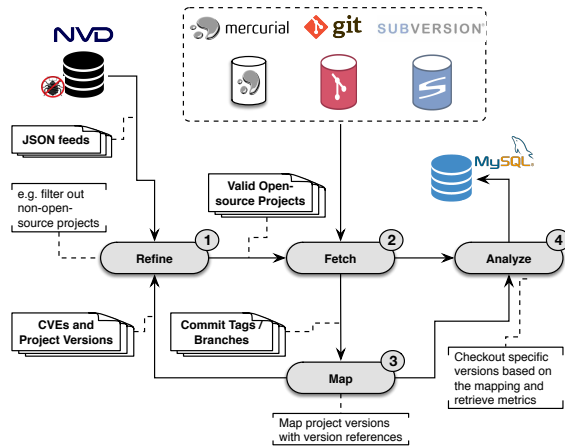 mercurial
git
SUBVERSION®
NVD
JSON feeds
MySQL®
e.g. filter out
non-open-
source projects
Valid Open-
source Projects
1
Refine
2
Fetch
4
Analyze
CVEs and
Project Versions
Commit Tags /
Branches
3
Map
Checkout specific
versions based on
the mapping and
retrieve metrics
Map project versions
with version references